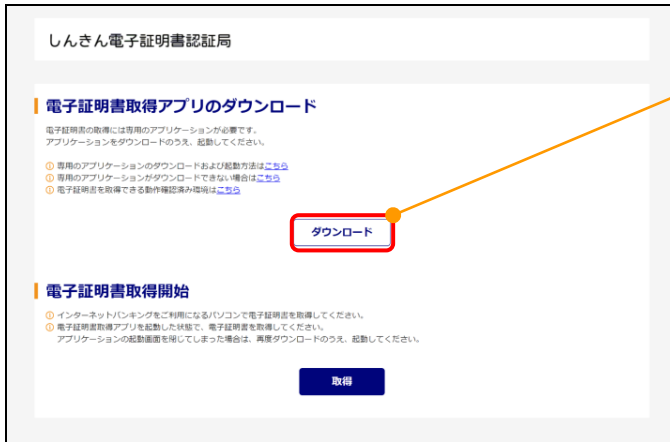 しんきん電子証明書認証局
電子証明書取得アプリのダウンロード
電子証明書の取得には専用のアプリケーションが必要です。
アプリケーションをダウンロードのうえ、起動してください。
専用のアプリケーションのダウンロードおよび起動方法はこちら
専用のアプリケーションがダウンロードできない場合はこちら
電子証明書を取得できる動作確認済み環境はこちら
ダウンロード
電子証明書取得開始
インターネットバンキングをご利用になるパソコンで電子証明書を取得してください。
電子証明書取得アプリを起動した状態で、電子証明書を取得してください。
アプリケーションの起動画面を閉じてしまった場合は、再度ダウンロードのうえ、起動してください。
取得